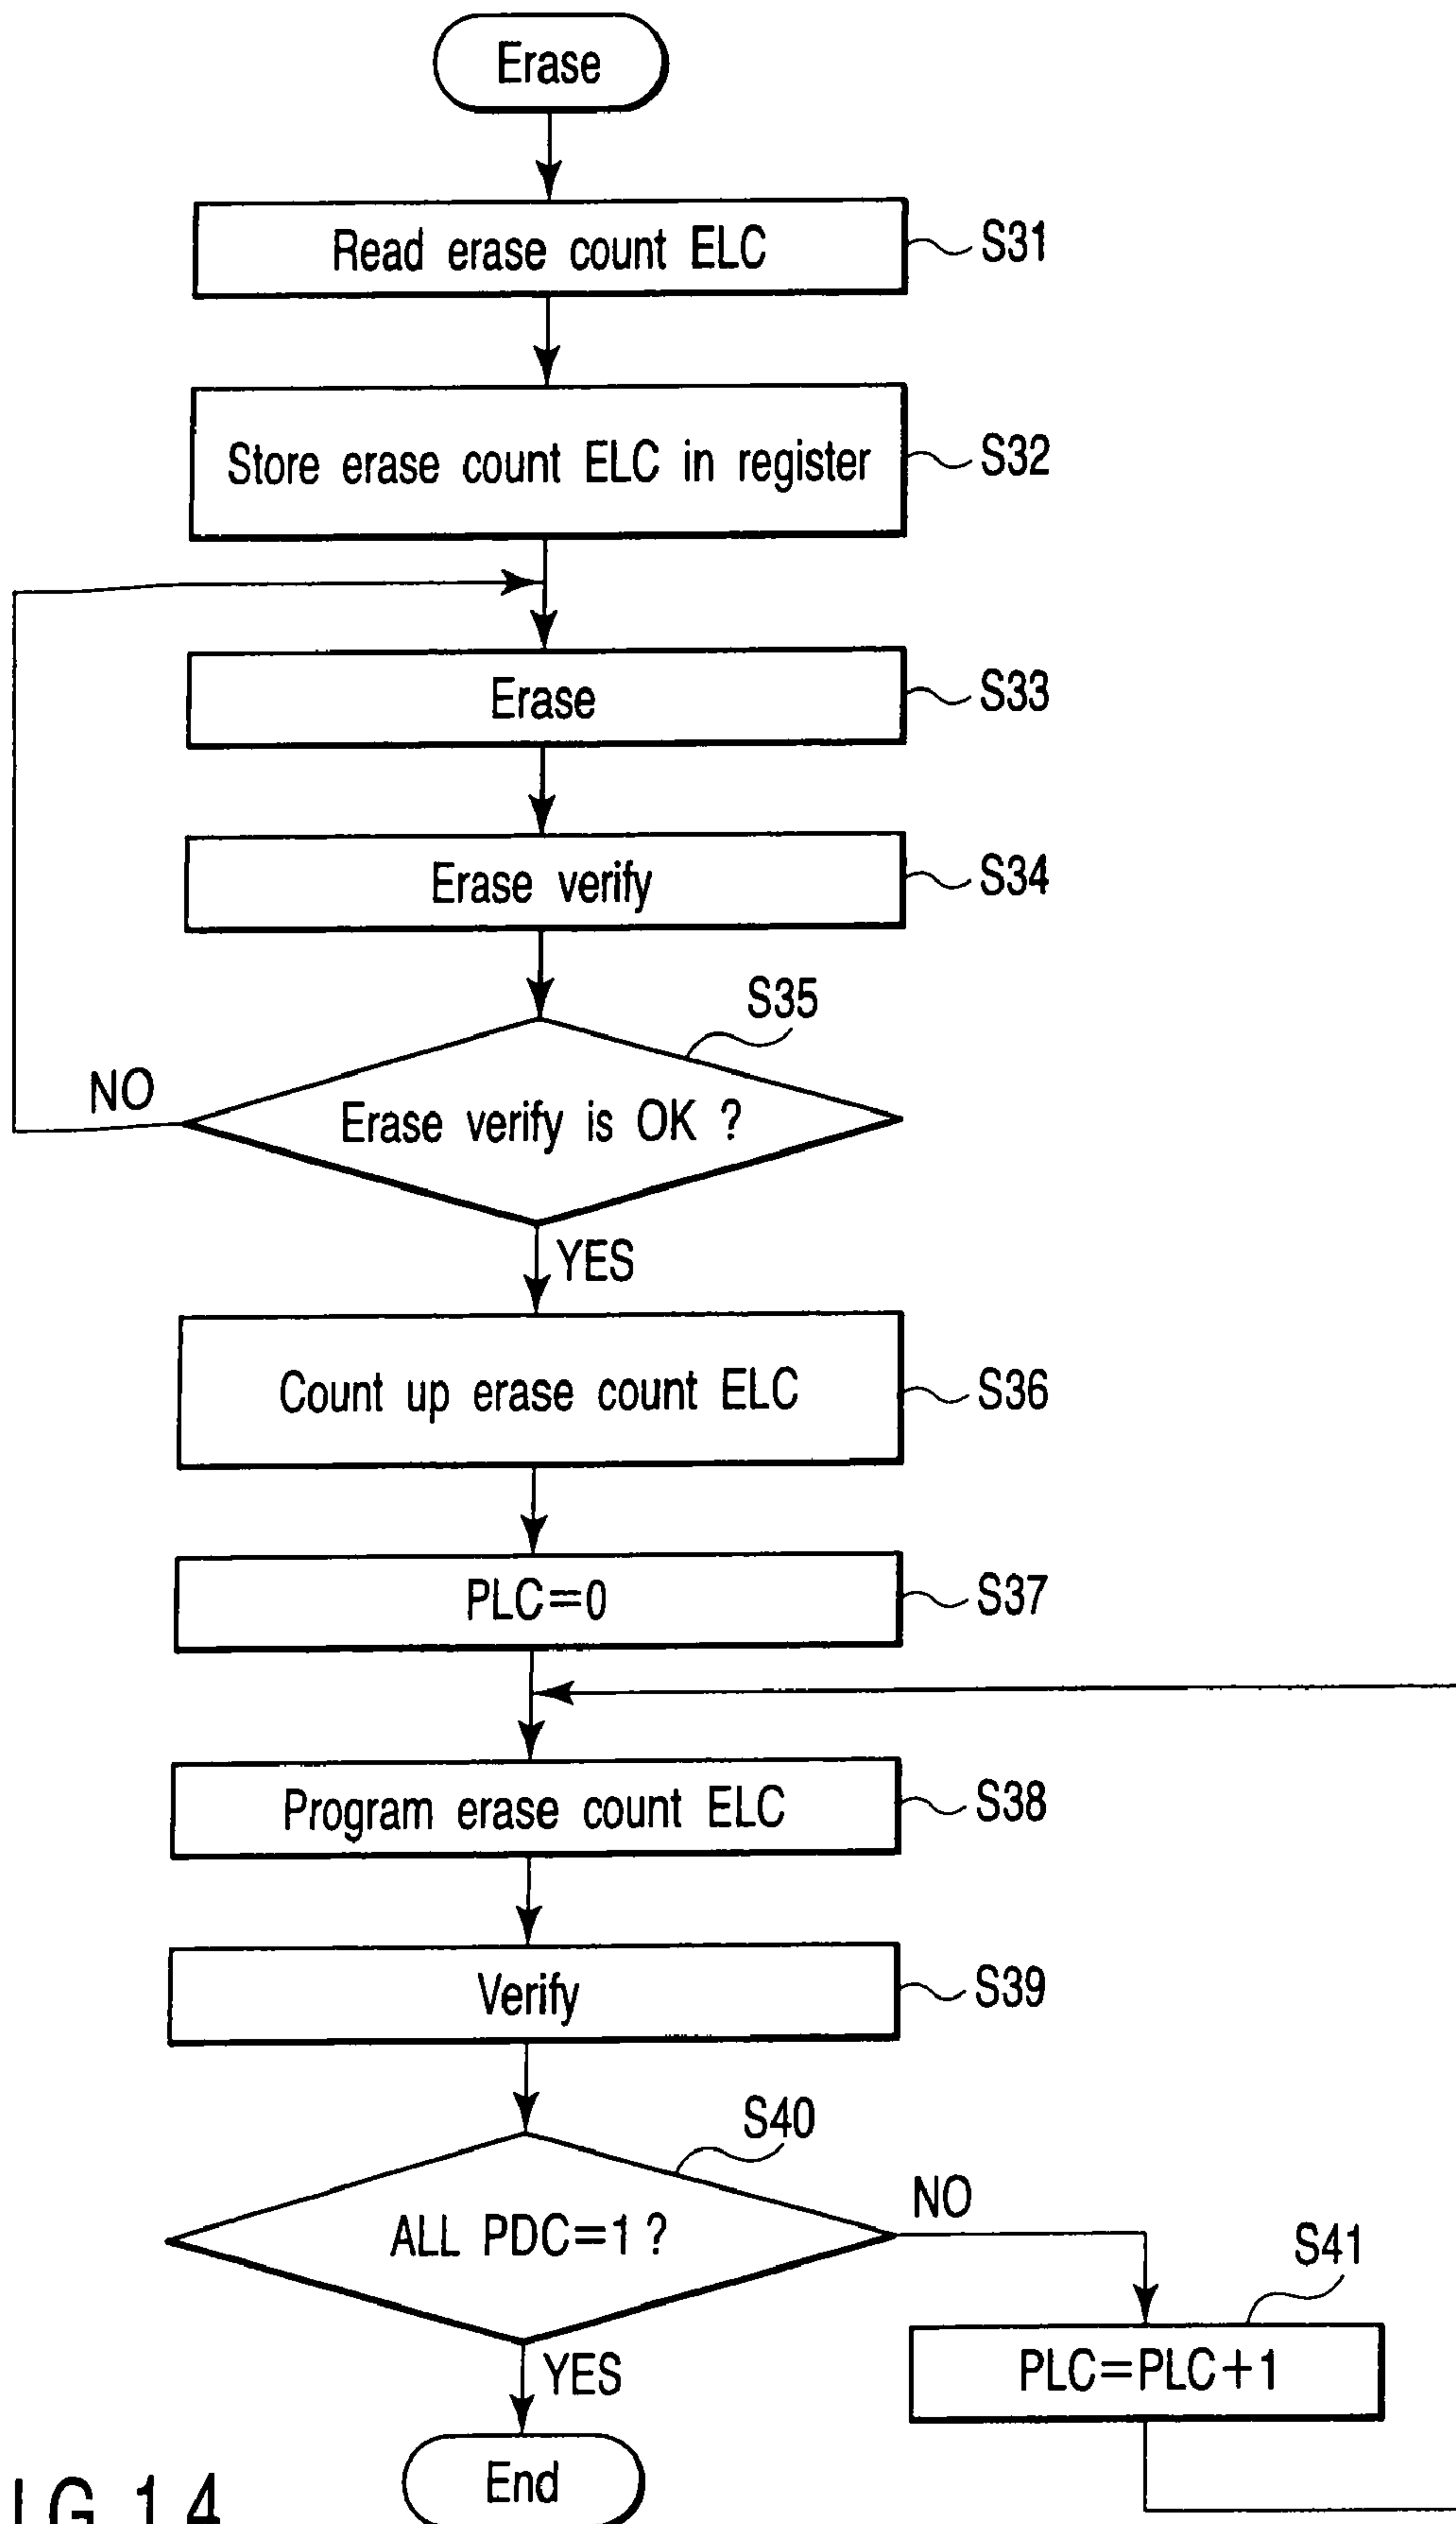 Erase
Read erase count ELC
S31
Store erase count ELC in register
S32
Erase
S33
Erase verify
S34
S35
NO
Erase verify is OK ?
YES
Count up erase count ELC
S36
PLC=0
S37
Program erase count ELC
S38
Verify
S39
S40
NO
ALL PDC=1 ?
S41
YES
PLC=PLC+1
End
IG 14